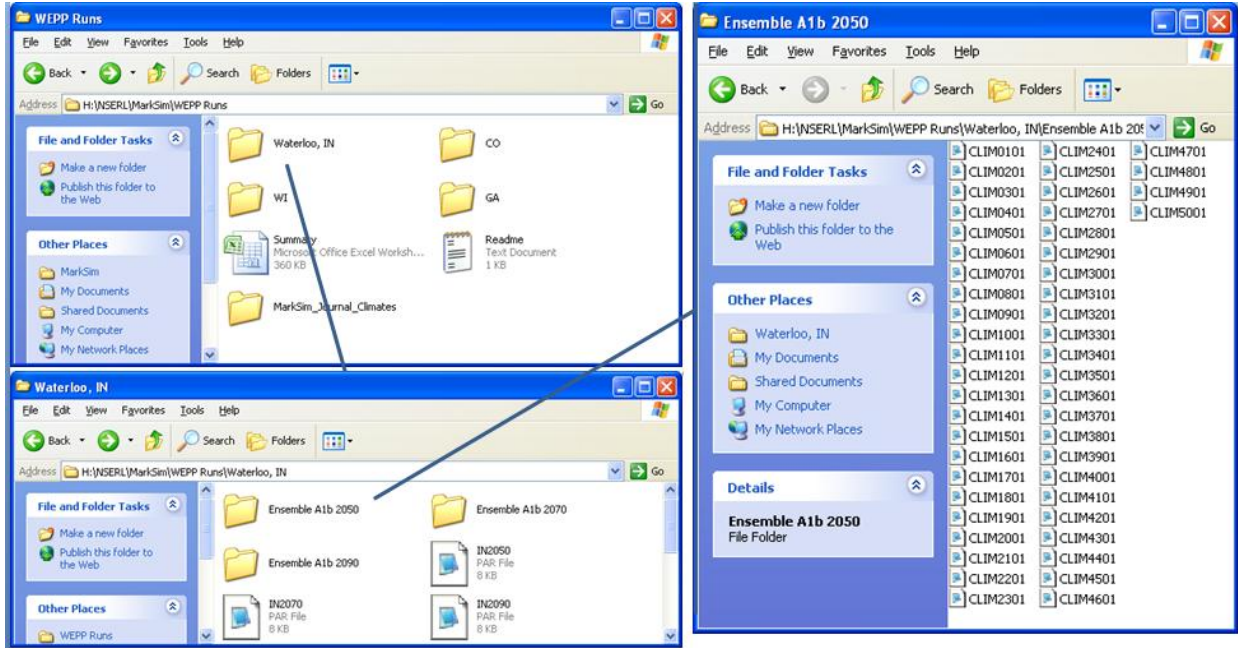 WEPP Runs
File Edit View Favorites Tools Help
Back Search Folders
Address H:\NSERL\MarkSim\WEPP Runs Go
File and Folder Tasks
Make a new folder
Publish this folder to
the Web
Other Places
MarkSim
My Documents
Shared Documents
My Computer
My Network Places
Waterloo, IN CO
WI GA
Summary
Microsoft Office Excel Worksh...
360 KB
Readme
Text Document
1 KB
MarkSim_Journal_Climates
Waterloo, IN
File Edit View Favorites Tools Help
Back Search Folders
Address H:\NSERL\MarkSim\WEPP Runs\Waterloo, IN Go
File and Folder Tasks
Make a new folder
Publish this folder to
the Web
Other Places
WEPP Runs
Ensemble A1b 2050 Ensemble A1b 2070
Ensemble A1b 2090
IN2050
PAR File
8 KB
IN2070
PAR File
8 KB
IN2090
PAR File
8 KB
Ensemble A1b 2050
File Edit View Favorites Tools Help
Back Search Folders
Address H:\NSERL\MarkSim\WEPP Runs\Waterloo, IN\Ensemble A1b 205 Go
File and Folder Tasks
Make a new folder
Publish this folder to the
Web
Other Places
Waterloo, IN
My Documents
Shared Documents
My Computer
My Network Places
Details
Ensemble A1b 2050
File Folder
CLIM0101 CLIM2401 CLIM4701
CLIM0201 CLIM2501 CLIM4801
CLIM0301 CLIM2601 CLIM4901
CLIM0401 CLIM2701 CLIM5001
CLIM0501 CLIM2801
CLIM0601 CLIM2901
CLIM0701 CLIM3001
CLIM0801 CLIM3101
CLIM0901 CLIM3201
CLIM1001 CLIM3301
CLIM1101 CLIM3401
CLIM1201 CLIM3501
CLIM1301 CLIM3601
CLIM1401 CLIM3701
CLIM1501 CLIM3801
CLIM1601 CLIM3901
CLIM1701 CLIM4001
CLIM1801 CLIM4101
CLIM1901 CLIM4201
CLIM2001 CLIM4301
CLIM2101 CLIM4401
CLIM2201 CLIM4501
CLIM2301 CLIM4601